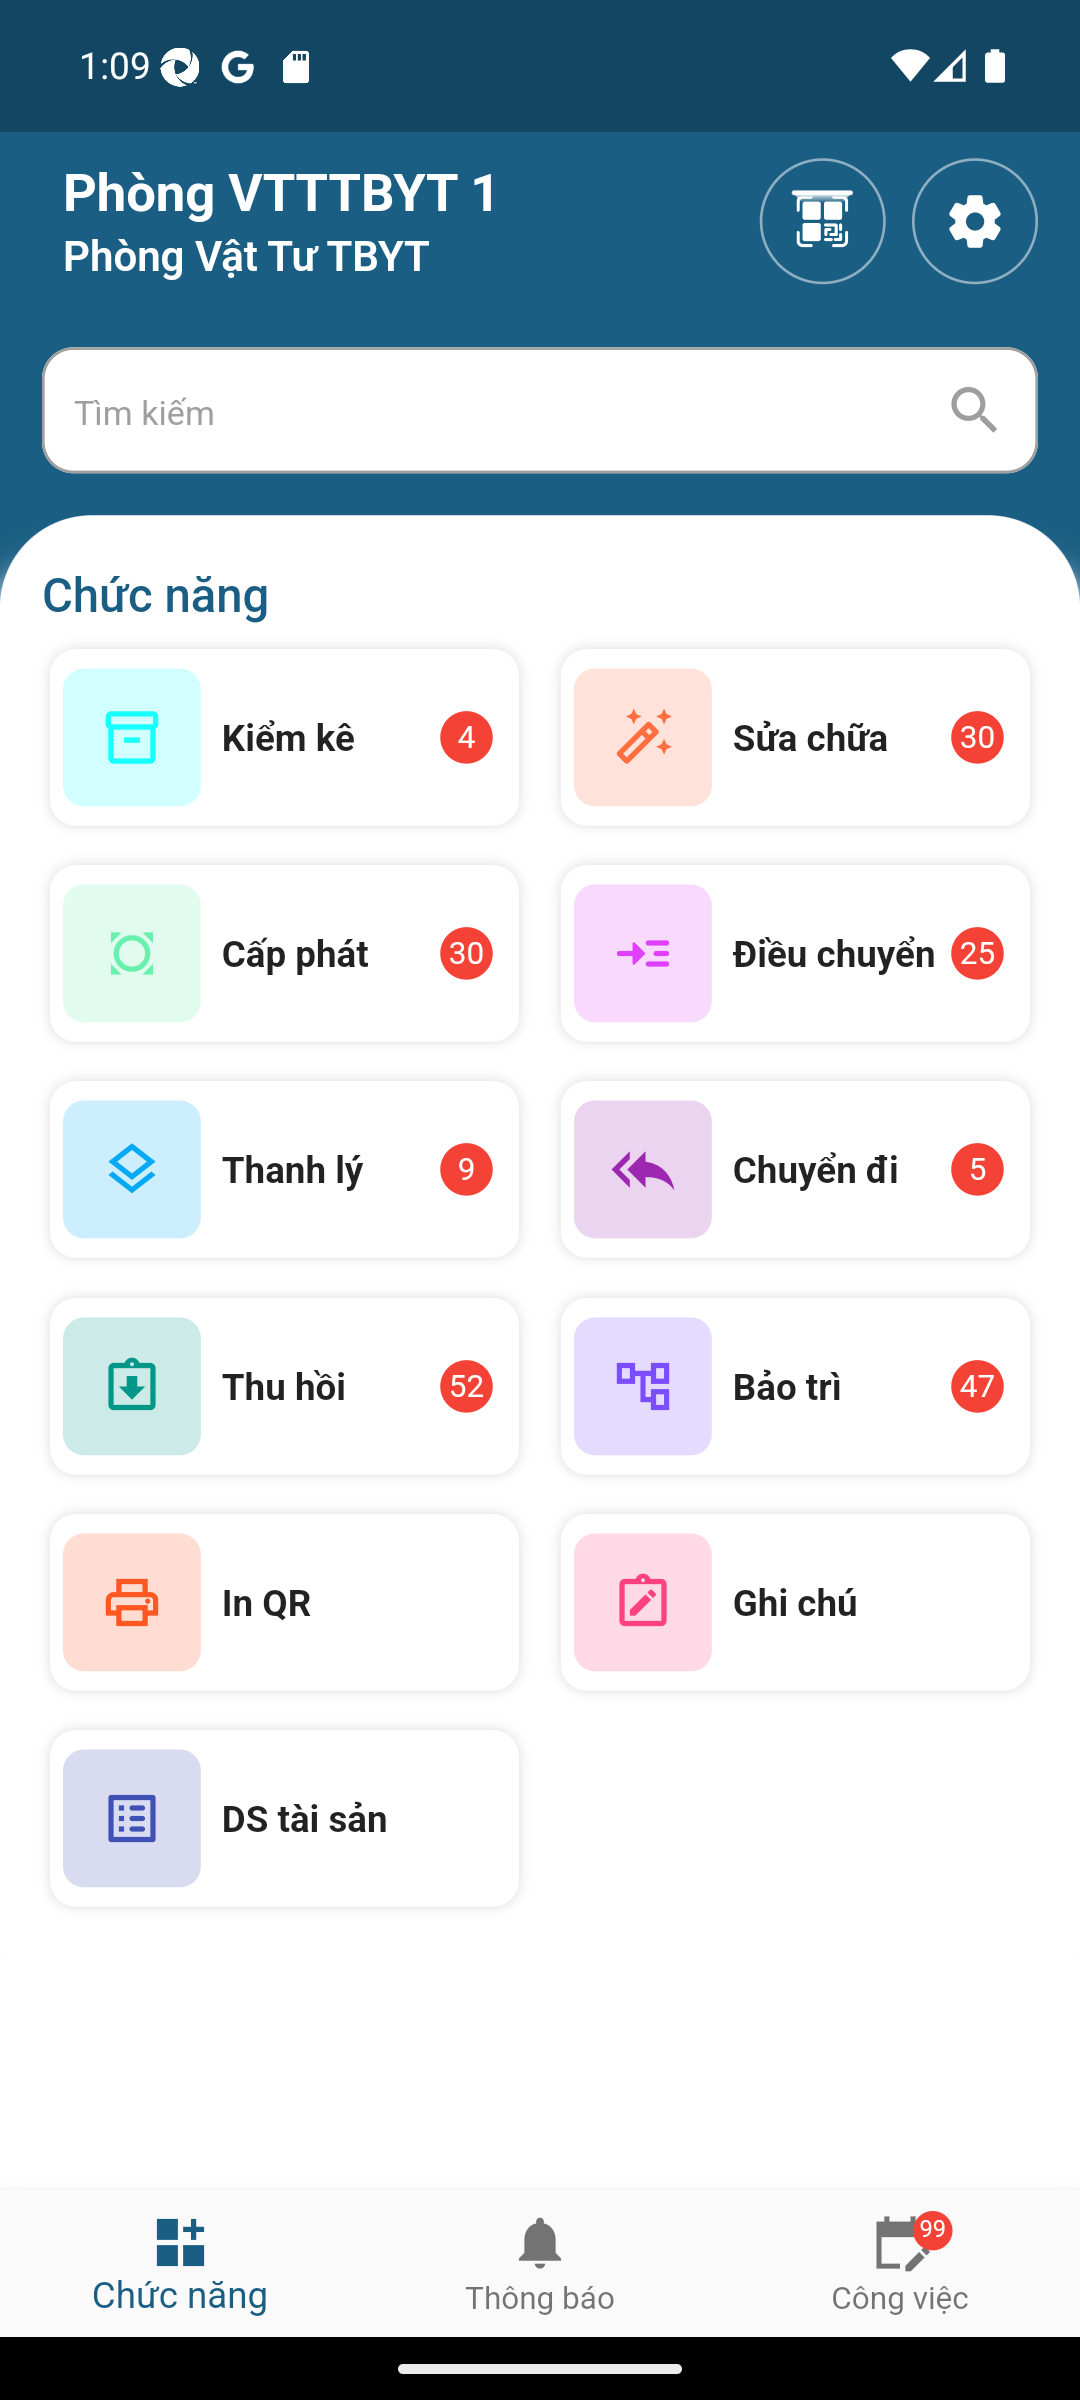 1:09
Phòng VTTTBYT 1
Phòng Vật Tư TBYT
Tìm kiếm
Chức năng
Kiểm kê 4
Sửa chữa 30
Cấp phát 30
Điều chuyển 25
Thanh lý 9
Chuyển đi 5
Thu hồi 52
Bảo trì 47
In QR
Ghi chú
DS tài sản
99
Chức năng
Thông báo
Công việc